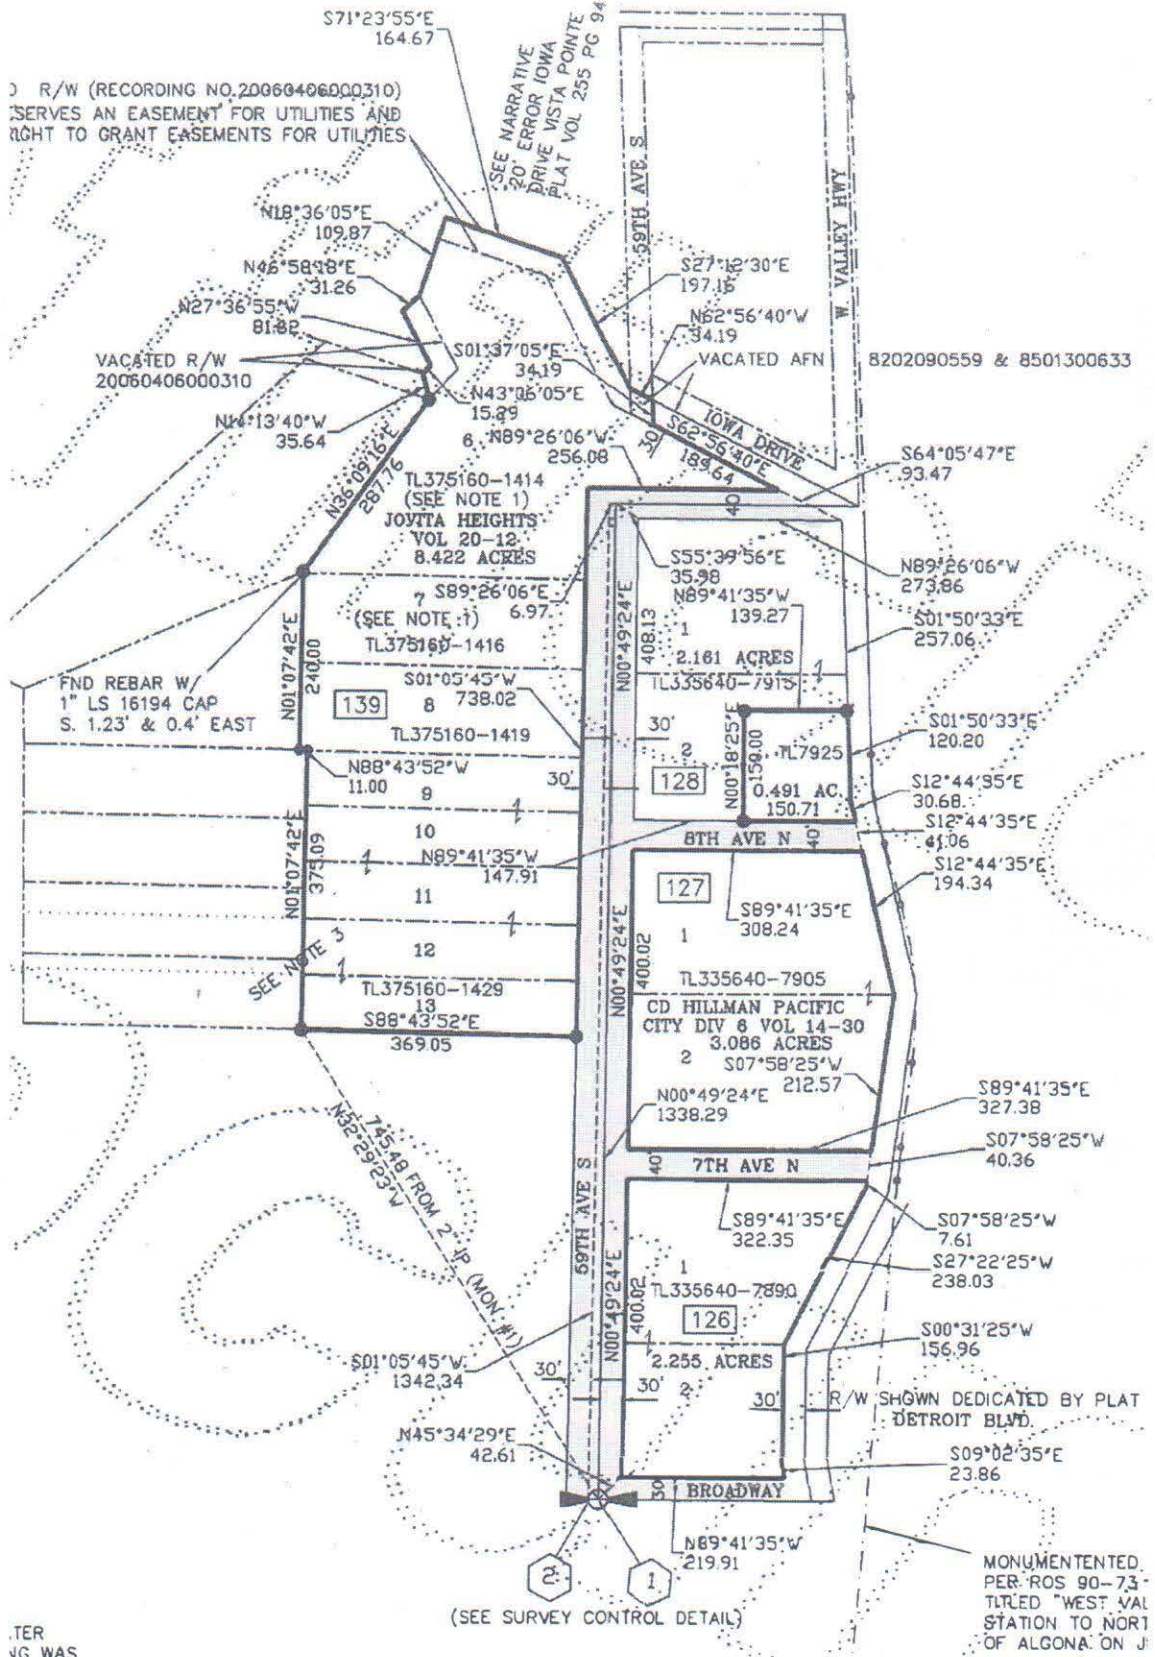 S71°23'55"E
164.67
SEE NARRATIVE
20' ERROR IOWA
DRIVE VISTA POINTE
PLAT VOL 255 PG 94
R/W (RECORDING NO.20060406000310)
SERVES AN EASEMENT FOR UTILITIES AND
RIGHT TO GRANT EASEMENTS FOR UTILITIES
59TH AVE S
W VALLEY HWY
N18°36'05"E
109.87
N46°58'18"E
31.26
N27°36'55"W
81.82
S27°12'30"E
197.16
N62°56'40"W
34.19
S01°37'05"E
34.19
VACATED AFN 8202090559 & 8501300633
VACATED R/W
20060406000310
N43°06'05"E
15.29
N14°13'40"W
35.64
IOWA DRIVE
S62°56'40"E
189.64
30'
N89°26'06"W
256.08
S64°05'47"E
93.47
N36°09'16"E
287.76
6
TL375160-1414
(SEE NOTE 1)
JOVITA HEIGHTS
VOL 20-12
8.422 ACRES
40'
S55°39'56"E
35.98
N89°26'06"W
273.86
S89°26'06"E
6.97
N89°41'35"W
139.27
7
(SEE NOTE 1)
TL375160-1416
N00°49'24"E
408.13
1
2.161 ACRES
TL335640-7915
S01°50'33"E
257.06
FND REBAR W/
1" LS 16194 CAP
S. 1.23' & 0.4' EAST
N01°07'42"E
240.00
139
S01°05'45"W
738.02
8
TL375160-1419
30'
2
128
N00°18'25"E
150.00
TL7925
0.491 AC.
150.71
S01°50'33"E
120.20
N88°43'52"W
11.00
30'
S12°44'35"E
30.68
9
8TH AVE N
40'
S12°44'35"E
41.06
10
N89°41'35"W
147.91
N01°07'42"E
375.09
S12°44'35"E
194.34
127
11
S89°41'35"E
308.24
1
N00°49'24"E
400.02
12
SEE NOTE 3
TL375160-1429
13
TL335640-7905
CD HILLMAN PACIFIC
CITY DIV 6 VOL 14-30
3.086 ACRES
S88°43'52"E
369.05
2
S07°58'25"W
212.57
N00°49'24"E
1338.29
S89°41'35"E
327.38
745.48 FROM 2" IP (MON #1)
N32°29'23"W
40'
7TH AVE N
S07°58'25"W
40.36
59TH AVE S
S89°41'35"E
322.35
S07°58'25"W
7.61
S27°22'25"W
238.03
N00°49'24"E
400.02
1
TL335640-7890
126
S00°31'25"W
156.96
S01°05'45"W
1342.34
2.255 ACRES
30'
30'
2
30'
R/W SHOWN DEDICATED BY PLAT
DETROIT BLVD.
N45°34'29"E
42.61
S09°02'35"E
23.86
30'
BROADWAY
N89°41'35"W
219.91
2
1
(SEE SURVEY CONTROL DETAIL)
MONUMENTENTED
PER ROS 90-73
TITLED "WEST VAL
STATION TO NORT
OF ALGONA ON J
TER
NG WAS